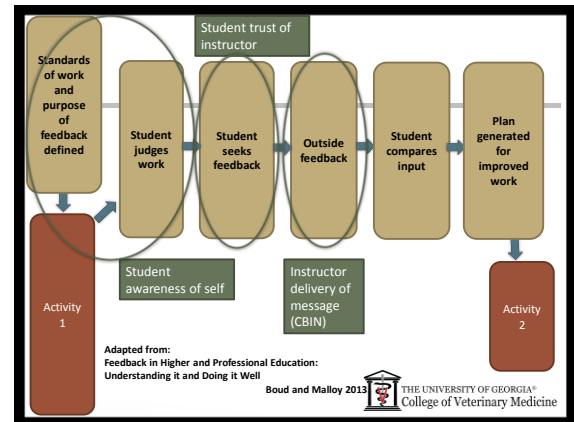 Student trust of
instructor
Standards
of work
and
purpose
of
feedback
defined
Student
judges
work
Student
seeks
feedback
Outside
feedback
Student
compares
input
Plan
generated
for
improved
work
Student
awareness of self
Instructor
delivery of
message
(CBIN)
Activity
1
Activity
2
Adapted from:
Feedback in Higher and Professional Education:
Understanding it and Doing it Well
Boud and Malloy 2013
THE UNIVERSITY OF GEORGIA®
College of Veterinary Medicine